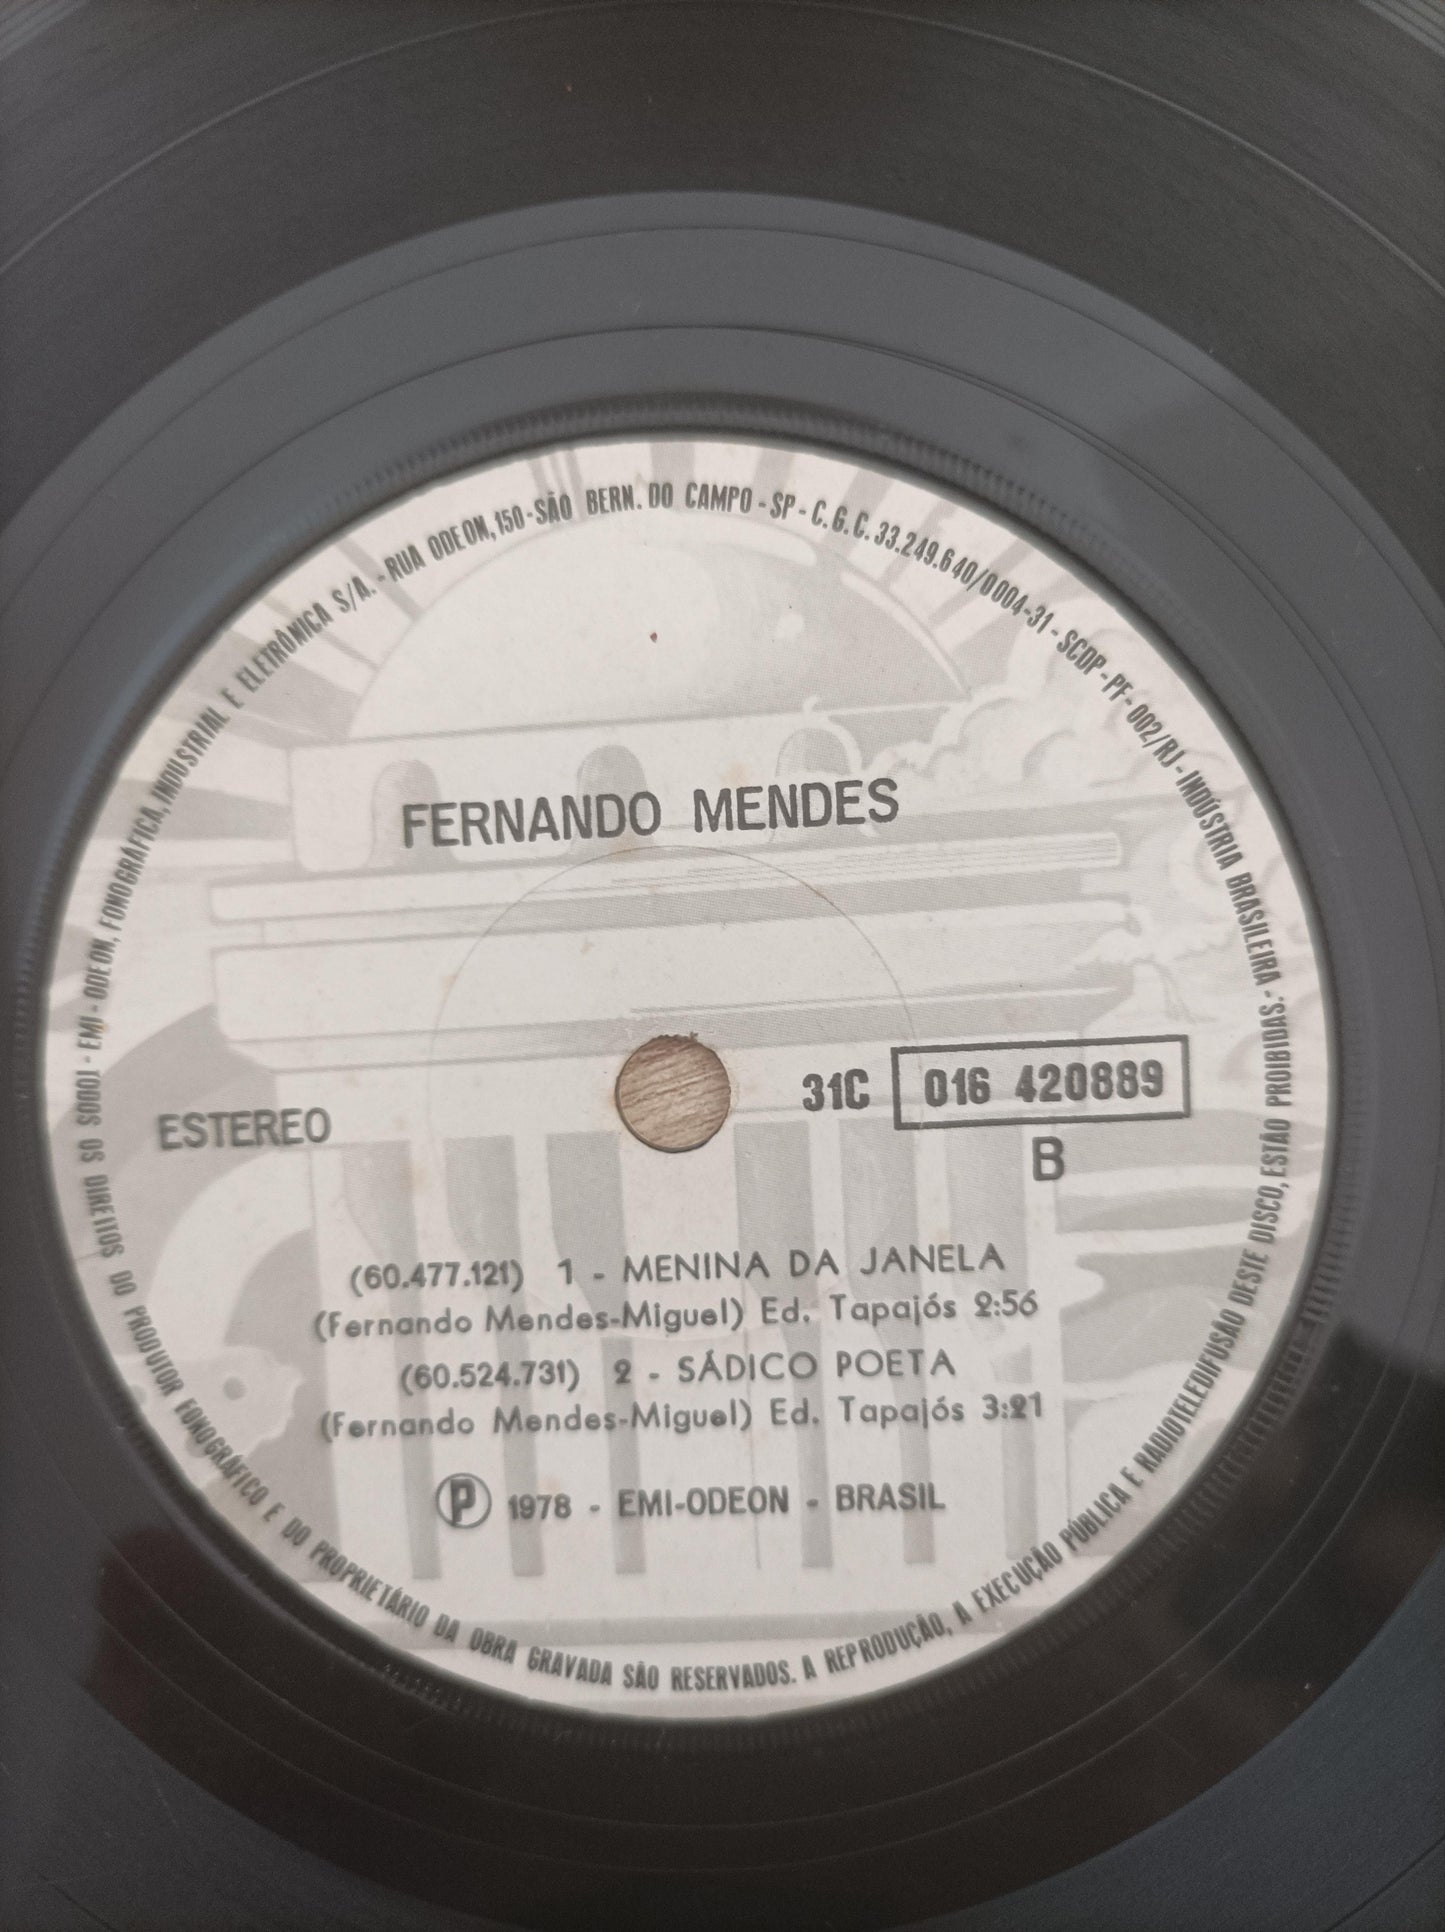 EMI - ODEON, FONOGRÁFICA, INDUSTRIAL E ELETRÔNICA S/A. - RUA ODEON, 150 - SÃO BERN. DO CAMPO - SP - C.G.C. 33.249.640/0004-31 - SCDP - PF - 002/RJ - INDÚSTRIA BRASILEIRA -
FERNANDO MENDES
31C 016 420889
ESTEREO
B
(60.477.121) 1 - MENINA DA JANELA
(Fernando Mendes-Miguel) Ed. Tapajós 2:56
(60.524.731) 2 - SÁDICO POETA
(Fernando Mendes-Miguel) Ed. Tapajós 3:21
Ⓟ 1978 - EMI-ODEON - BRASIL
TODOS OS DIREITOS DO PRODUTOR FONOGRÁFICO E DO PROPRIETÁRIO DA OBRA GRAVADA SÃO RESERVADOS. A REPRODUÇÃO, A EXECUÇÃO PÚBLICA E RADIOTELEDIFUSÃO DESTE DISCO, ESTÃO PROIBIDAS. -